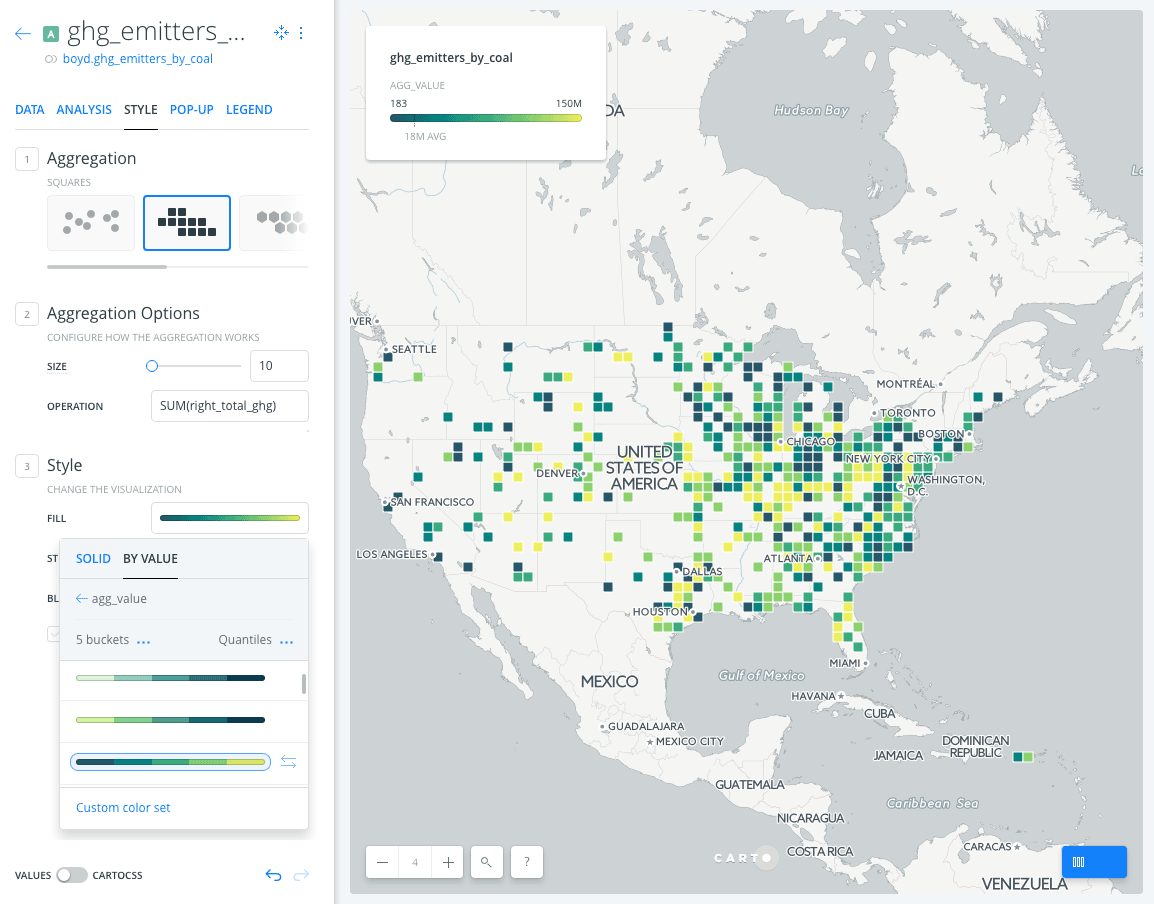 A ghg_emitters_...
boyd.ghg_emitters_by_coal
DATA ANALYSIS STYLE POP-UP LEGEND
1 Aggregation
SQUARES
2 Aggregation Options
CONFIGURE HOW THE AGGREGATION WORKS
SIZE 10
OPERATION SUM(right_total_ghg)
3 Style
CHANGE THE VISUALIZATION
FILL
ST
SOLID BY VALUE
BL
agg_value
5 buckets ... Quantiles ...
Custom color set
VALUES CARTOCSS
ghg_emitters_by_coal
AGG_VALUE
183 150M
18M AVG
DA
Hudson Bay
VER
SEATTLE
MONTRÉAL
TORONTO
BOSTON
CHICAGO
NEW YORK CITY
UNITED
STATES OF
AMERICA
DENVER
WASHINGTON,
D.C.
SAN FRANCISCO
LOS ANGELES
ATLANTA
DALLAS
HOUSTON
MIAMI
MEXICO
Gulf of Mexico
HAVANA
CUBA
GUADALAJARA
MEXICO CITY
JAMAICA
DOMINICAN
REPUBLIC
GUATEMALA
Caribbean Sea
NICARAGUA
CARACAS
COSTA RICA
VENEZUELA
4
?
CARTO